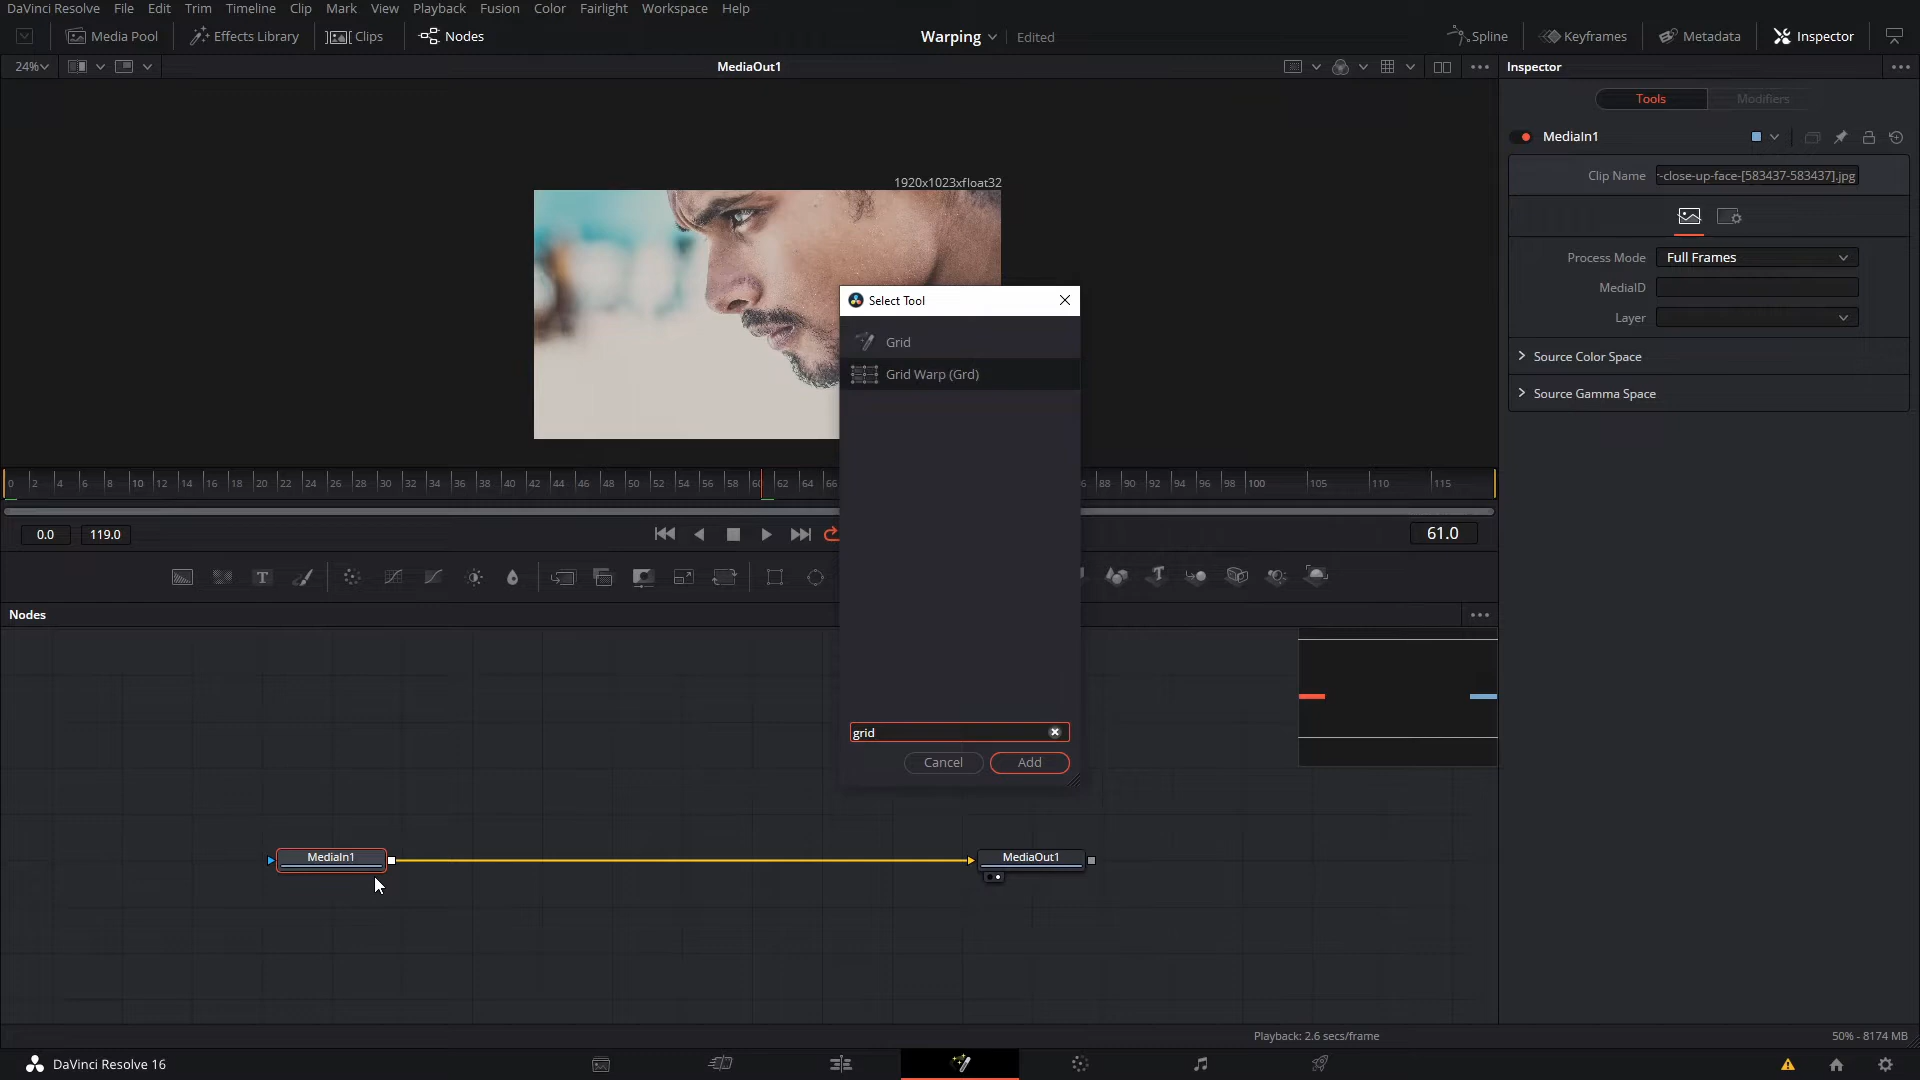 DaVinci Resolve File Edit Trim Timeline Clip Mark View Playback Fusion Color Fairlight Workspace Help
Media Pool Effects Library Clips Nodes Warping Edited Spline Keyframes Metadata Inspector
24% MediaOut1 Inspector
Tools Modifiers
MediaIn1
Clip Name r-close-up-face-[583437-583437].jpg
1920x1023xfloat32
Process Mode Full Frames
MediaID
Layer
Source Color Space
Source Gamma Space
Select Tool
Grid
Grid Warp (Grd)
0 2 4 6 8 10 12 14 16 18 20 22 24 26 28 30 32 34 36 38 40 42 44 46 48 50 52 54 56 58 60 62 64 66 88 90 92 94 96 98 100 105 110 115
0.0 119.0 61.0
Nodes
grid
Cancel Add
MediaIn1 MediaOut1
Playback: 2.6 secs/frame 50% - 8174 MB
DaVinci Resolve 16